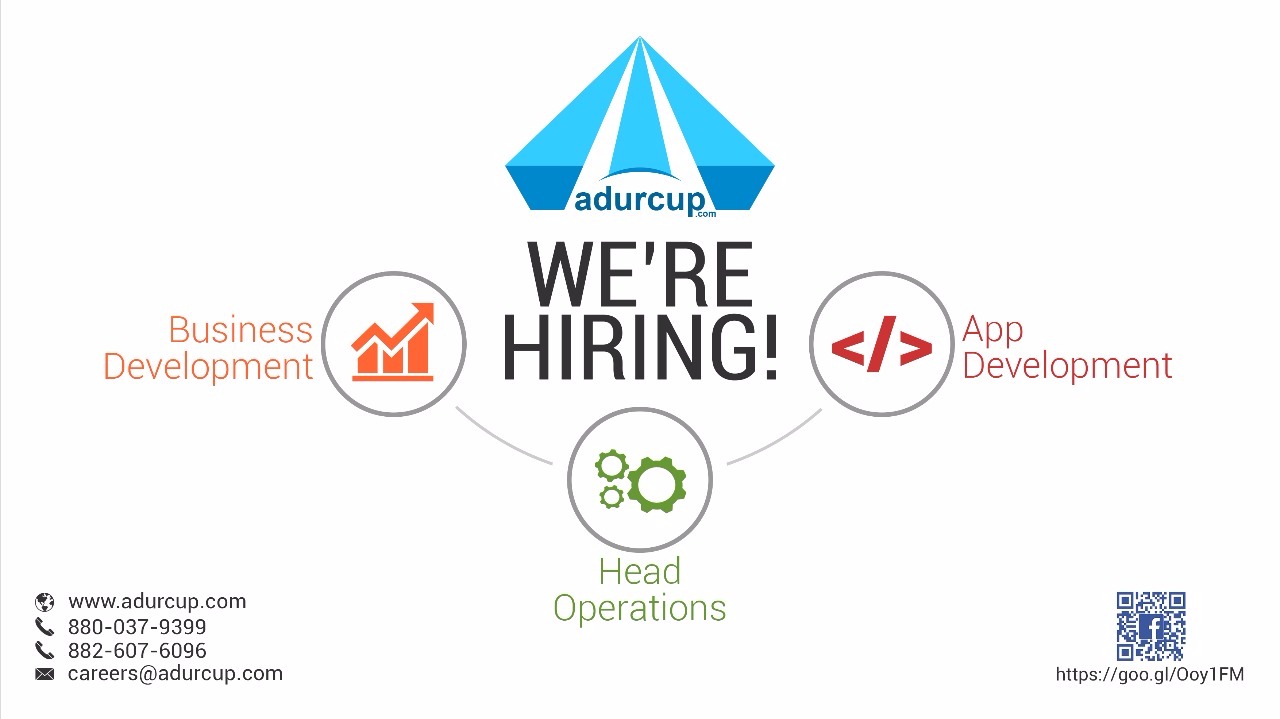 adurcup
.com
WE'RE
HIRING!
Business
Development
</>
App
Development
Head
Operations
www.adurcup.com
880-037-9399
882-607-6096
careers@adurcup.com
f
https://goo.gl/Ooy1FM